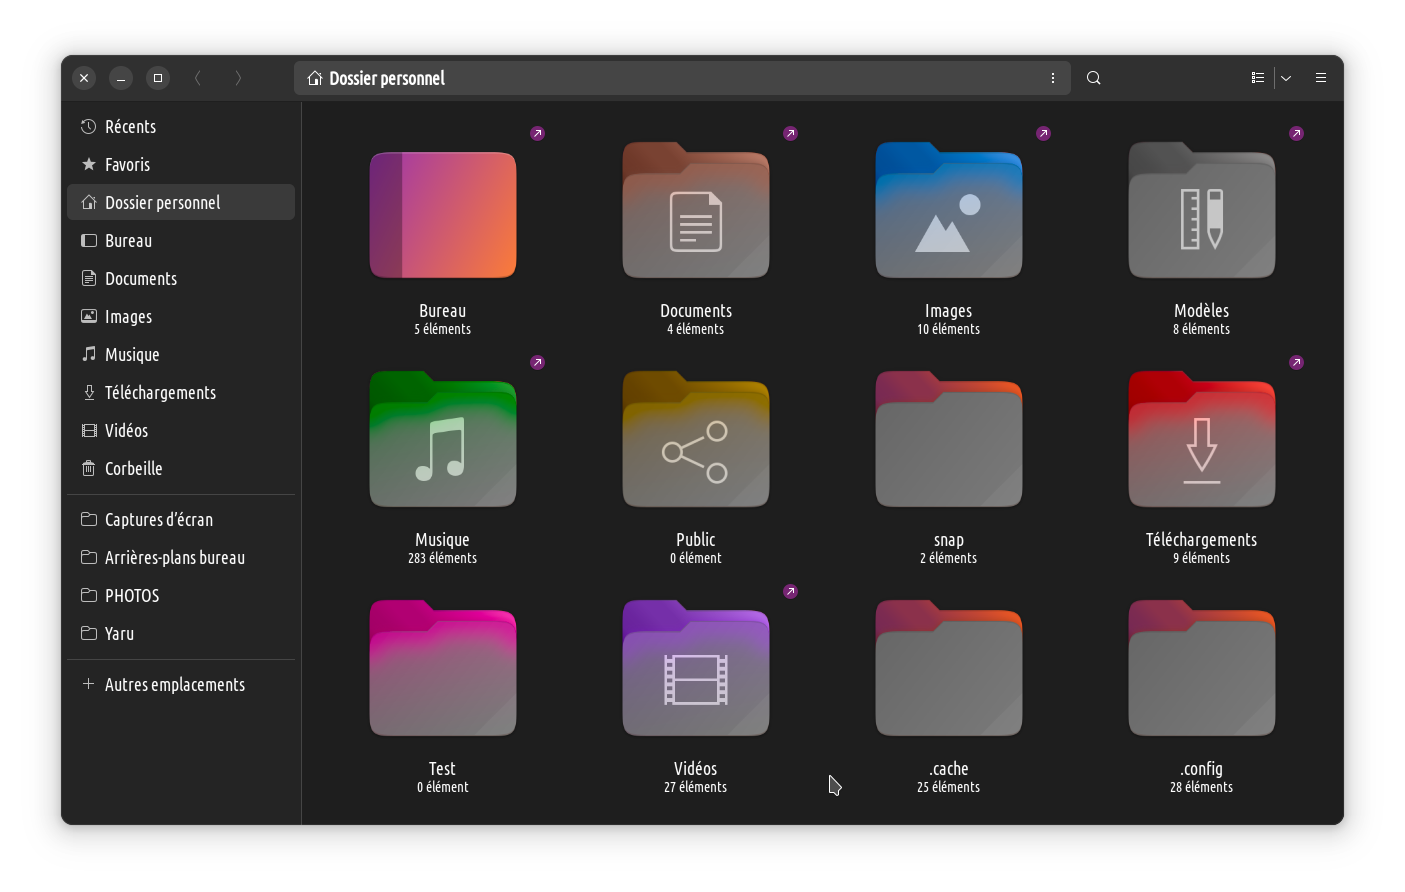 Dossier personnel
Récents
Favoris
Dossier personnel
Bureau
Documents
Images
Musique
Téléchargements
Vidéos
Corbeille
Captures d’écran
Arrières-plans bureau
PHOTOS
Yaru
Autres emplacements
Bureau
5 éléments
Documents
4 éléments
Images
10 éléments
Modèles
8 éléments
Musique
283 éléments
Public
0 élément
snap
2 éléments
Téléchargements
9 éléments
Test
0 élément
Vidéos
27 éléments
.cache
25 éléments
.config
28 éléments